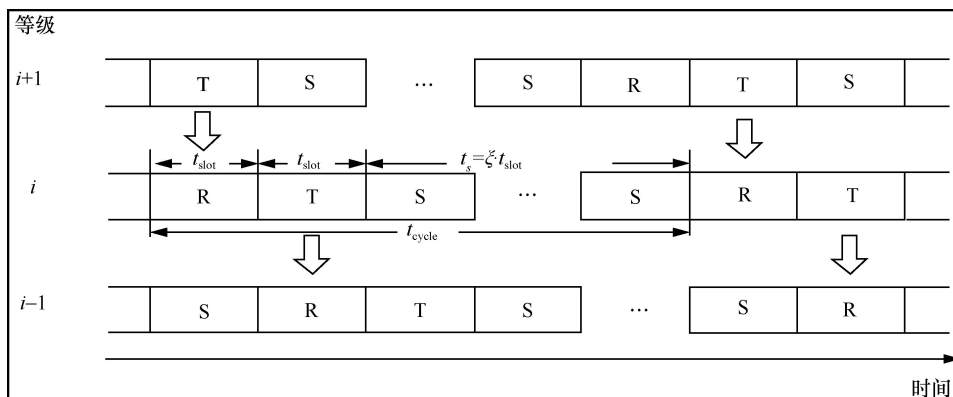 等级
i+1 T S ... S R T S
t_slot t_slot t_s=ξ·t_slot
i R T S ... S R T
t_cycle
i–1 S R T S ... S R
时间